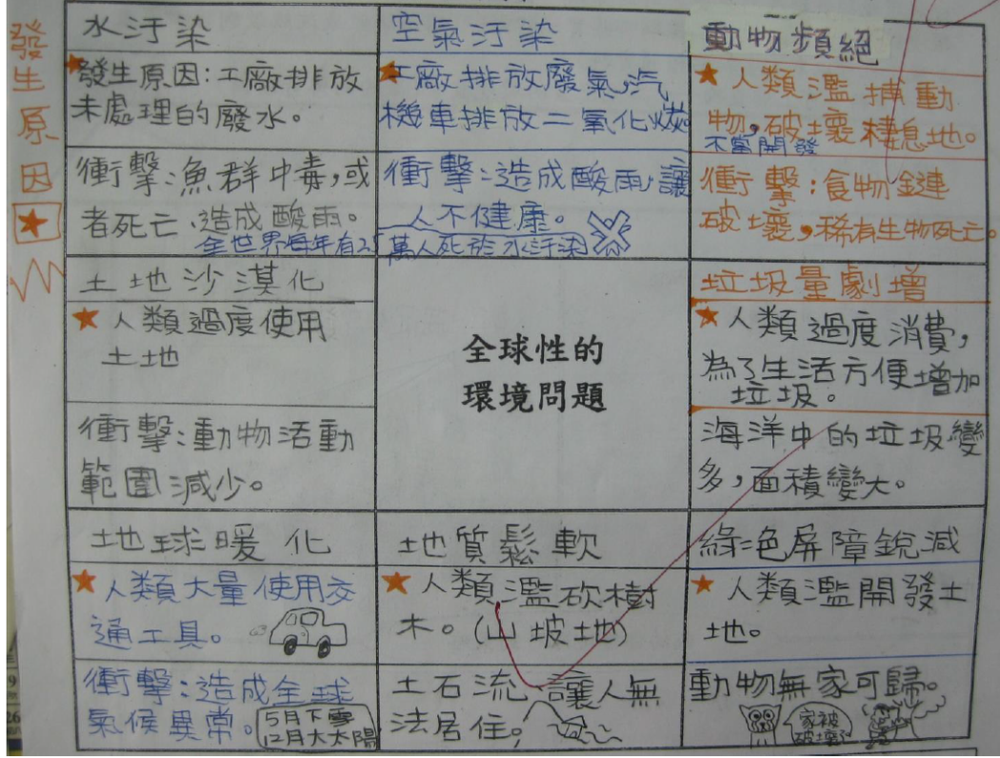 發生原因★
水汙染
發生原因:工廠排放
未處理的廢水。
衝擊:魚群中毒,或
者死亡、造成酸雨。
全世界每年有25萬人死於水汙染
空氣汙染
工廠排放廢氣,汽
機車排放二氧化煤。
衝擊:造成酸雨,讓
人不健康。
動物頻絕
★人類濫捕動
物,破壞棲息地。
不當開發
衝擊:食物鏈
破壞,稀有生物死亡。
土地沙漠化
★人類過度使用
土地
衝擊:動物活動
範圍減少。
全球性的
環境問題
垃圾量劇增
★人類過度消費,
為了生活方便增加
垃圾。
海洋中的垃圾變
多,面積變大。
地球暖化
★人類大量使用交
通工具。
衝擊:造成全球
氣候異常。
5月下雪
12月大太陽
地質鬆軟
★人類濫砍樹
木。(山坡地)
土石流,讓人無
法居住。
綠色屏障銳減
★人類濫開發土
地。
動物無家可歸。
家被
破壞了